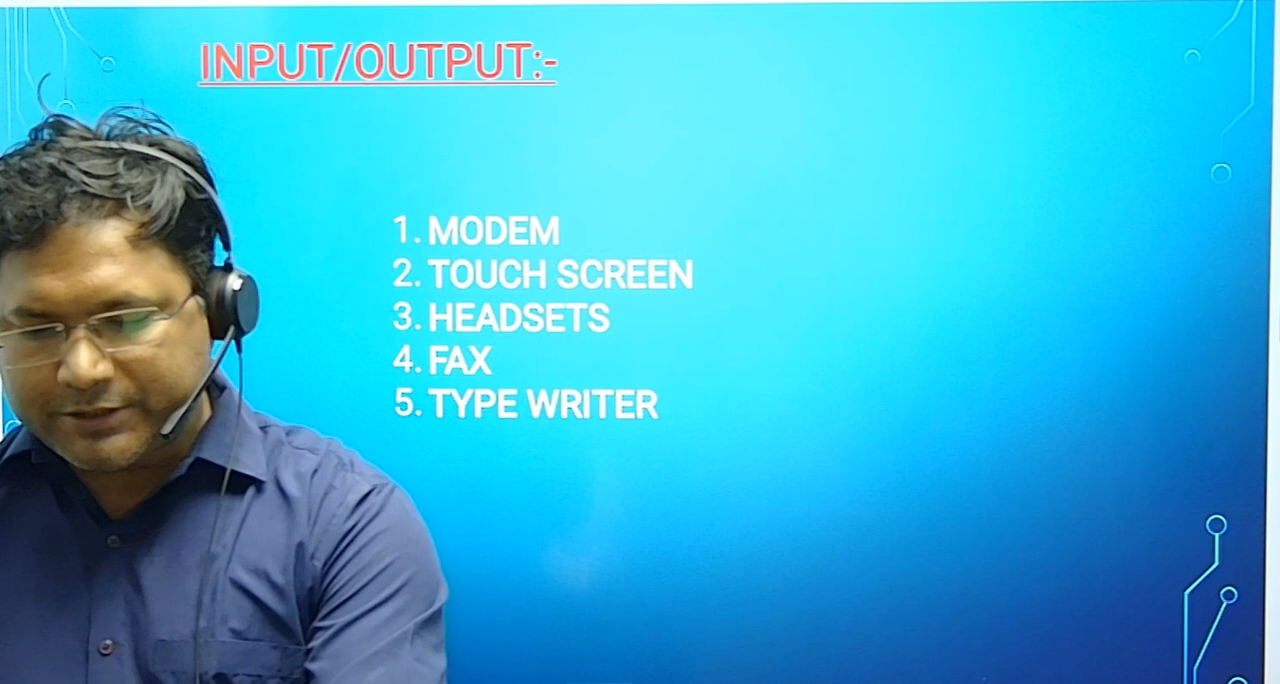 INPUT/OUTPUT:-
1. MODEM
2. TOUCH SCREEN
3. HEADSETS
4. FAX
5. TYPE WRITER